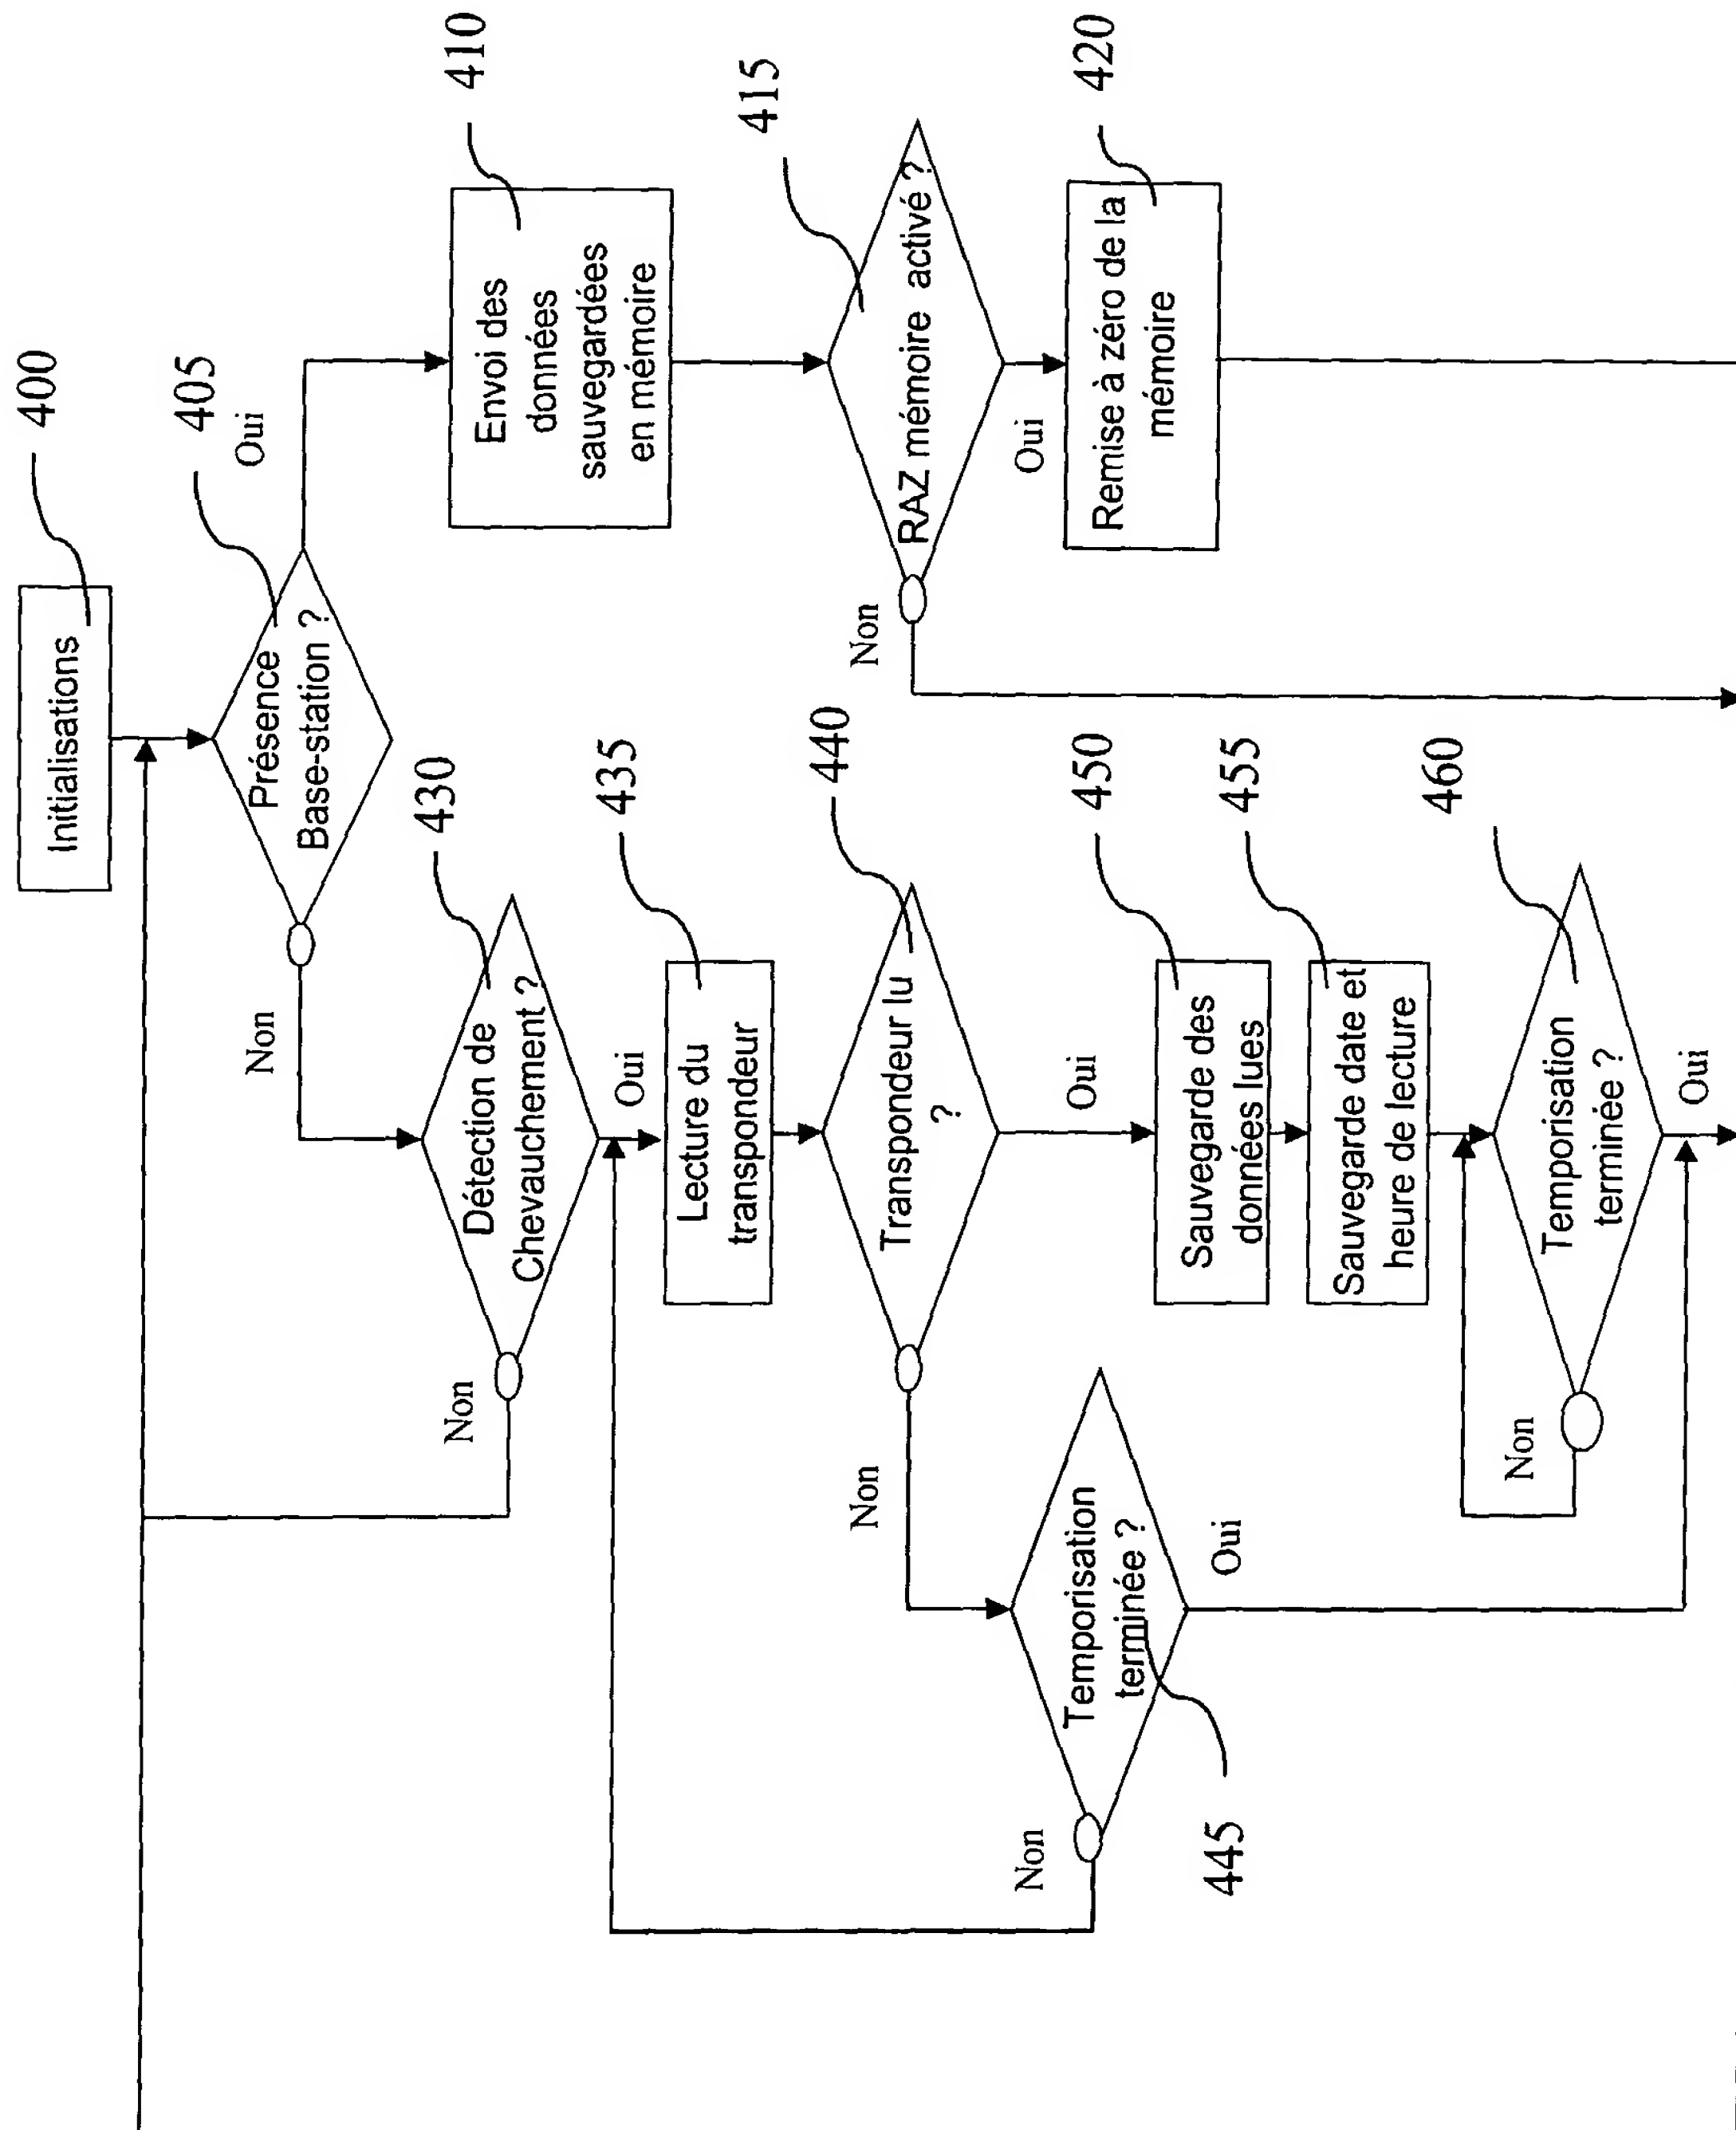 Initialisations
400
Présence
Base-station ?
405
Oui
Non
Envoi des
données
sauvegardées
en mémoire
410
RAZ mémoire activé ?
415
Non
Oui
Remise à zéro de la
mémoire
420
Détection de
Chevauchement ?
430
Non
Oui
Lecture du
transpondeur
435
Transpondeur lu
?
440
Non
Oui
Temporisation
terminée ?
445
Non
Oui
Sauvegarde des
données lues
450
Sauvegarde date et
heure de lecture
455
Temporisation
terminée ?
460
Non
Oui